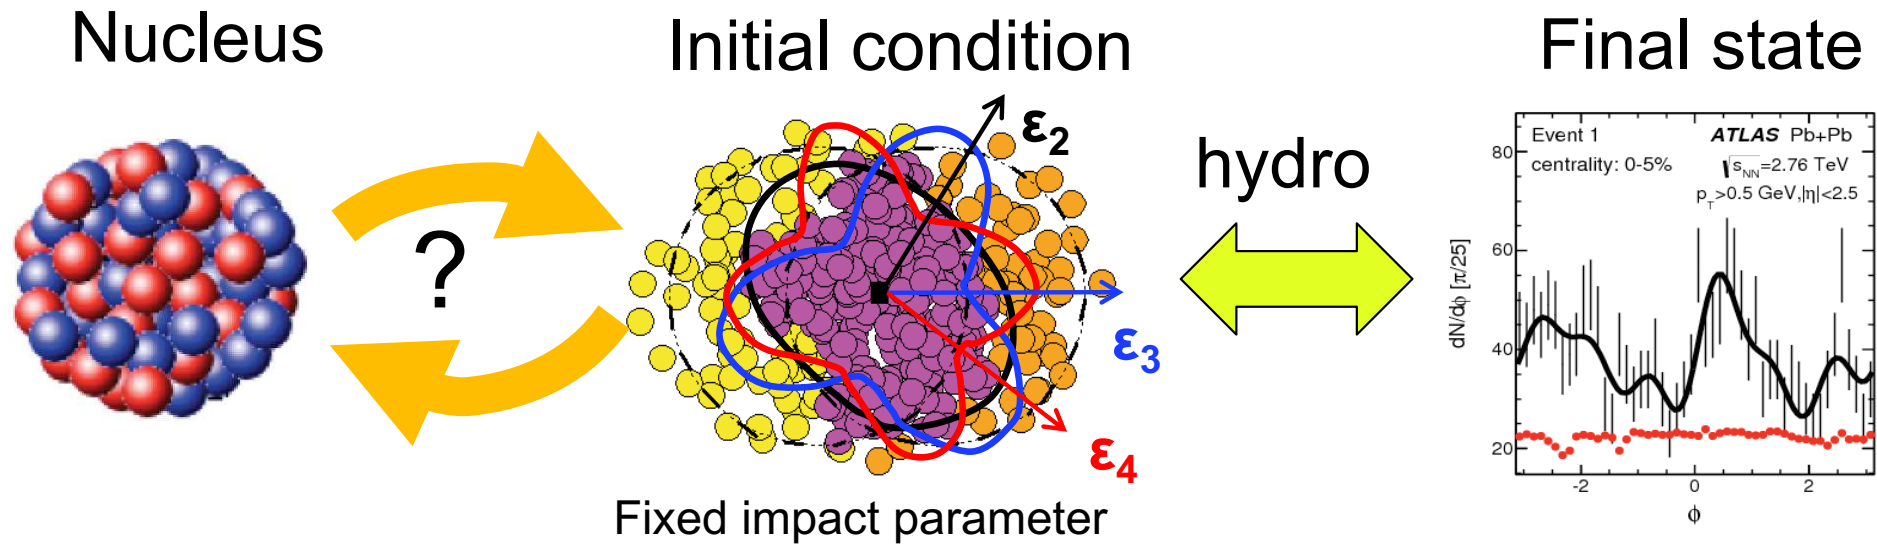 Nucleus
Initial condition
Final state
?
ε2
ε3
ε4
Fixed impact parameter
hydro
Event 1
ATLAS Pb+Pb
centrality: 0-5%
√sNN=2.76 TeV
pT>0.5 GeV,|η|<2.5
dN/dϕ [π/25]
80
60
40
20
-2 0 2
ϕ